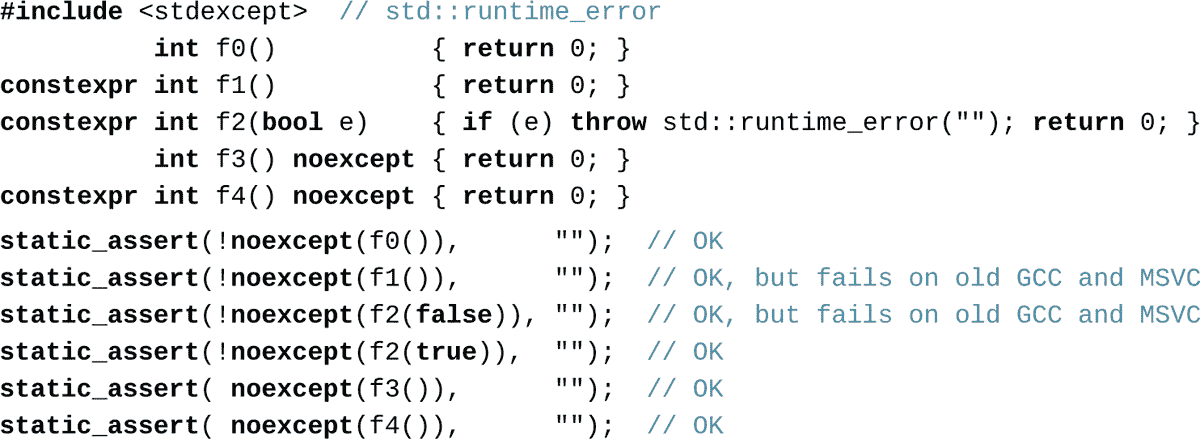 #include <stdexcept>  // std::runtime_error
          int f0()          { return 0; }
constexpr int f1()          { return 0; }
constexpr int f2(bool e)    { if (e) throw std::runtime_error(""); return 0; }
          int f3() noexcept { return 0; }
constexpr int f4() noexcept { return 0; }
static_assert(!noexcept(f0()),      "");  // OK
static_assert(!noexcept(f1()),      "");  // OK, but fails on old GCC and MSVC
static_assert(!noexcept(f2(false)), "");  // OK, but fails on old GCC and MSVC
static_assert(!noexcept(f2(true)),  "");  // OK
static_assert( noexcept(f3()),      "");  // OK
static_assert( noexcept(f4()),      "");  // OK